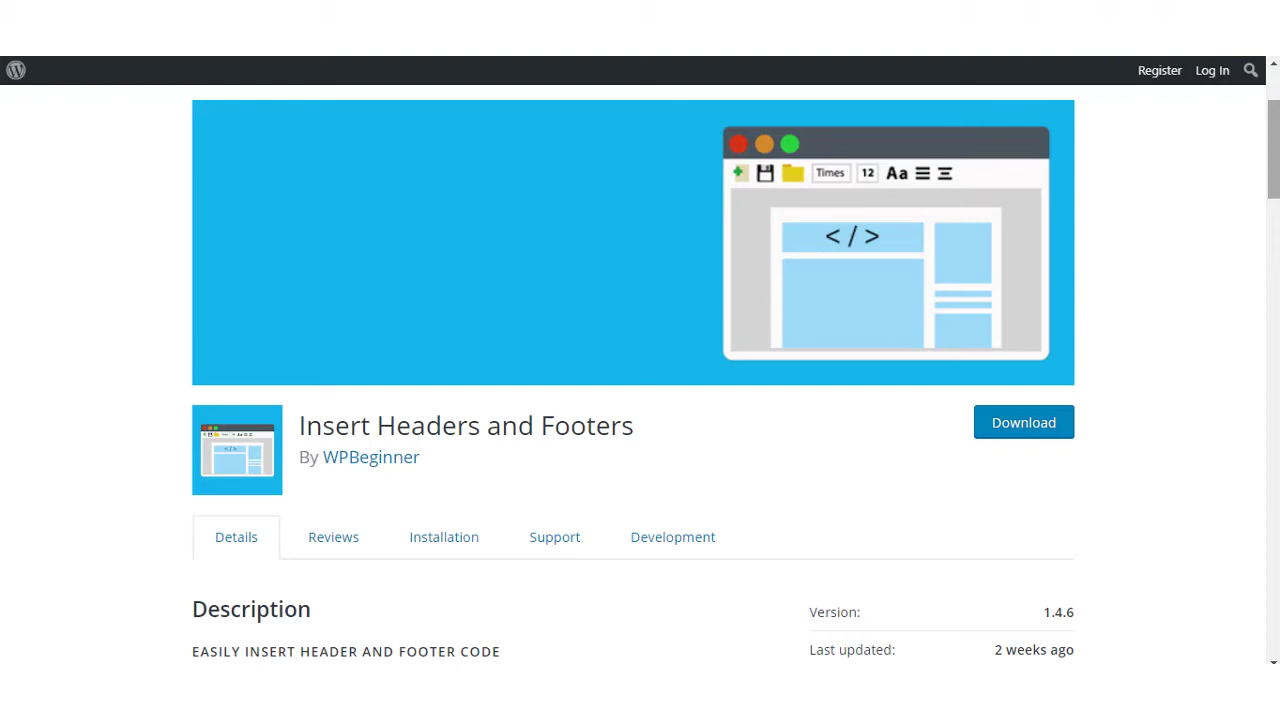 Register Log In
Times 12 Aa
< / >
Insert Headers and Footers
Download
By WPBeginner
Details Reviews Installation Support Development
Description
Version: 1.4.6
EASILY INSERT HEADER AND FOOTER CODE
Last updated: 2 weeks ago